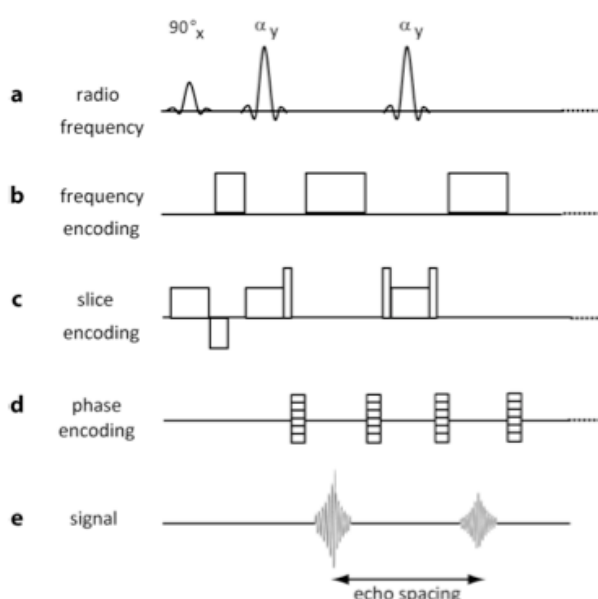 90°x αy αy
a radio
frequency
b frequency
encoding
c slice
encoding
d phase
encoding
e signal
echo spacing